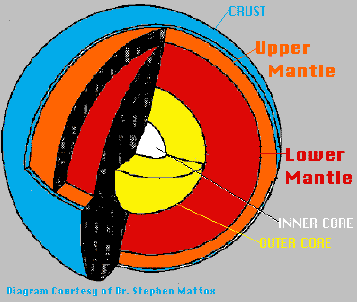 CRUST
Upper
Mantle
Lower
Mantle
INNER CORE
OUTER CORE
Diagram Courtesy of Dr. Stephen Mattox